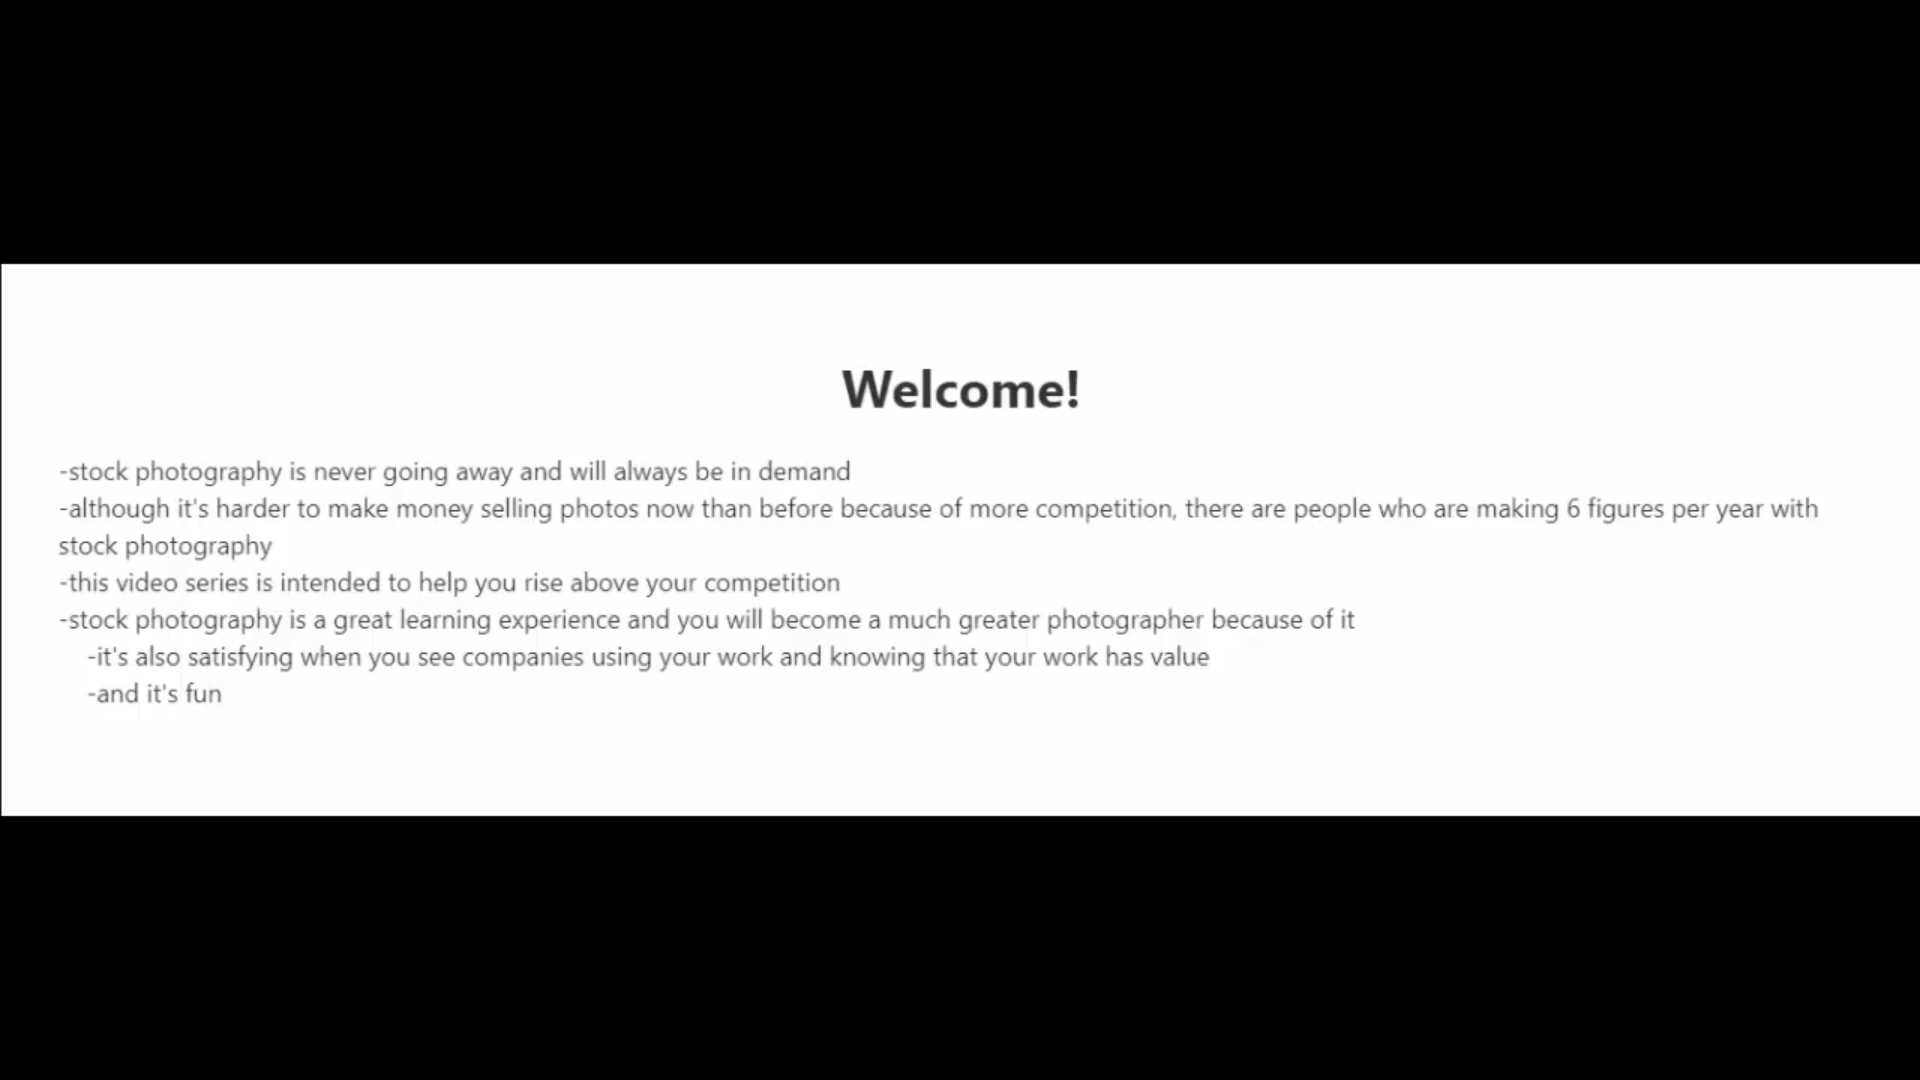 Welcome!
-stock photography is never going away and will always be in demand
-although it's harder to make money selling photos now than before because of more competition, there are people who are making 6 figures per year with
stock photography
-this video series is intended to help you rise above your competition
-stock photography is a great learning experience and you will become a much greater photographer because of it
-it's also satisfying when you see companies using your work and knowing that your work has value
-and it's fun